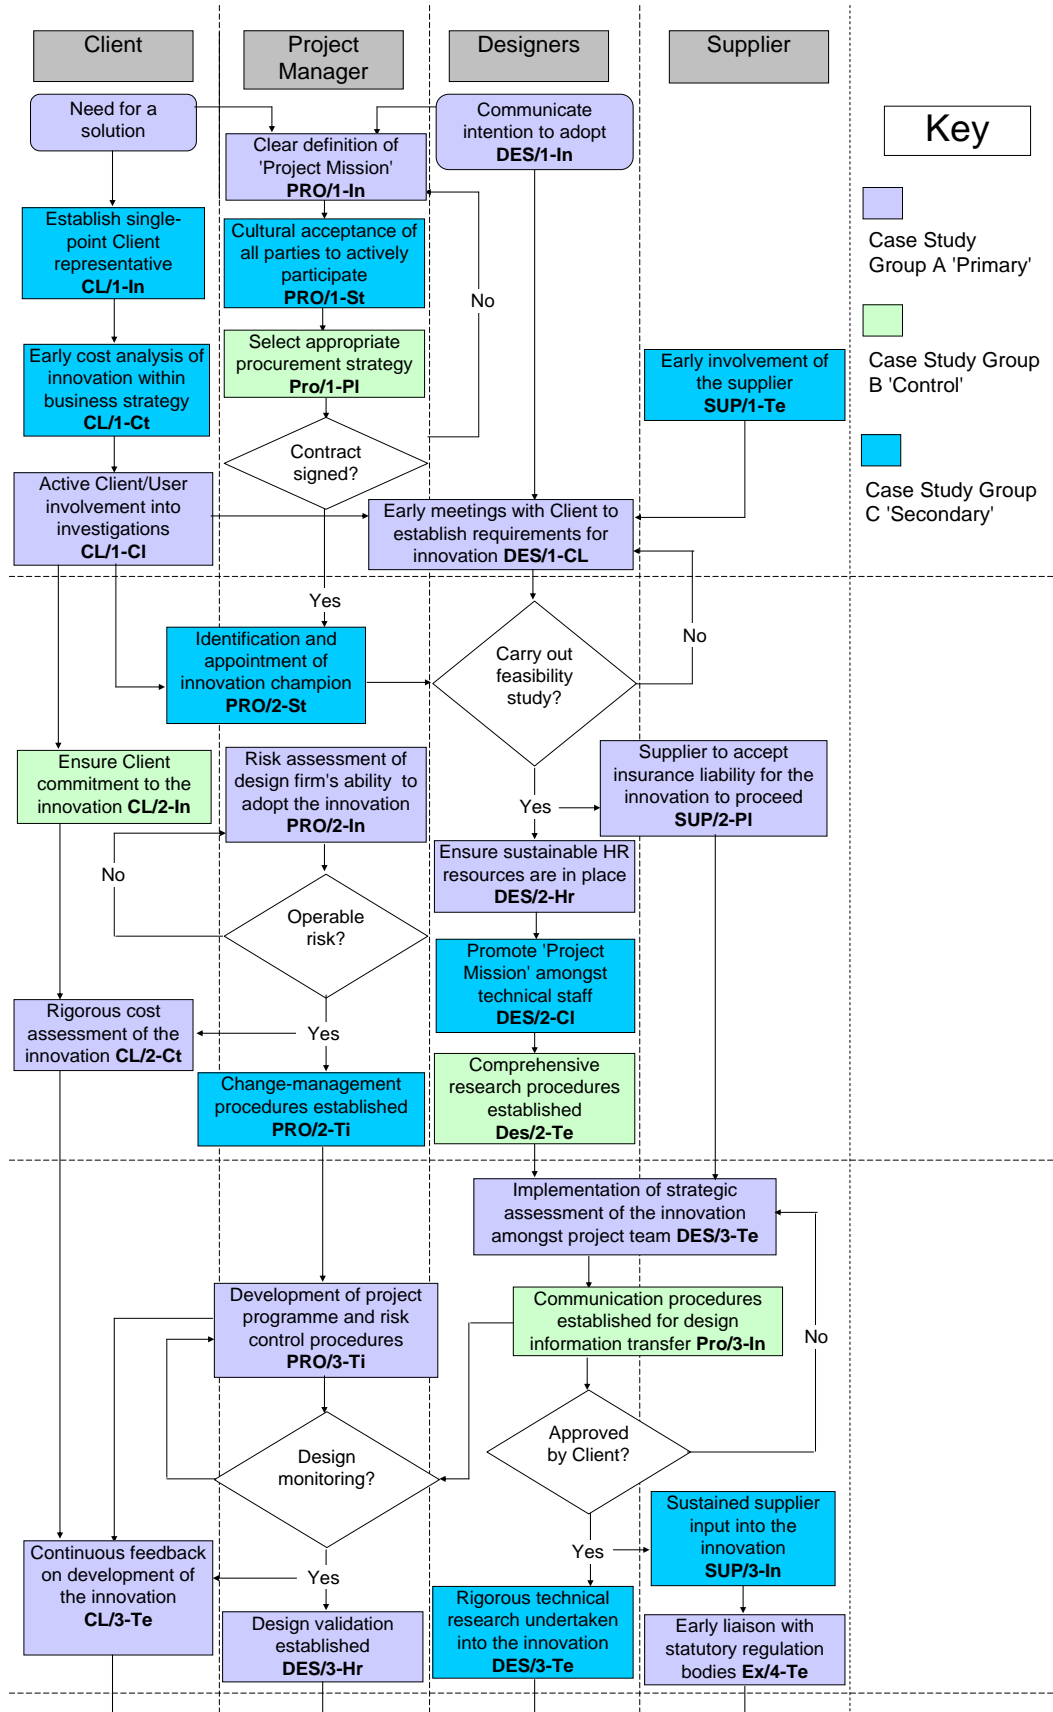 Client
Project
Manager
Designers
Supplier
Key
Need for a
solution
Communicate
intention to adopt
DES/1-In
Clear definition of
'Project Mission'
PRO/1-In
Establish single-
point Client
representative
CL/1-In
Cultural acceptance of
all parties to actively
participate
PRO/1-St
No
Case Study
Group A 'Primary'
Early cost analysis of
innovation within
business strategy
CL/1-Ct
Select appropriate
procurement strategy
Pro/1-Pl
Early involvement of
the supplier
SUP/1-Te
Case Study Group
B 'Control'
Contract
signed?
Active Client/User
involvement into
investigations
CL/1-Cl
Early meetings with Client to
establish requirements for
innovation DES/1-CL
Case Study Group
C 'Secondary'
Yes
Identification and
appointment of
innovation champion
PRO/2-St
Carry out
feasibility
study?
No
Ensure Client
commitment to the
innovation CL/2-In
Risk assessment of
design firm's ability  to
adopt the innovation
PRO/2-In
Supplier to accept
insurance liability for the
innovation to proceed
SUP/2-Pl
Yes
No
Ensure sustainable HR
resources are in place
DES/2-Hr
Operable
risk?
Promote 'Project
Mission' amongst
technical staff
DES/2-Cl
Rigorous cost
assessment of the
innovation CL/2-Ct
Yes
Change-management
procedures established
PRO/2-Ti
Comprehensive
research procedures
established
Des/2-Te
Implementation of strategic
assessment of the innovation
amongst project team DES/3-Te
Development of project
programme and risk
control procedures
PRO/3-Ti
Communication procedures
established for design
information transfer Pro/3-In
No
Design
monitoring?
Approved
by Client?
Sustained supplier
input into the
innovation
SUP/3-In
Yes
Continuous feedback
on development of
the innovation
CL/3-Te
Yes
Design validation
established
DES/3-Hr
Rigorous technical
research undertaken
into the innovation
DES/3-Te
Early liaison with
statutory regulation
bodies Ex/4-Te